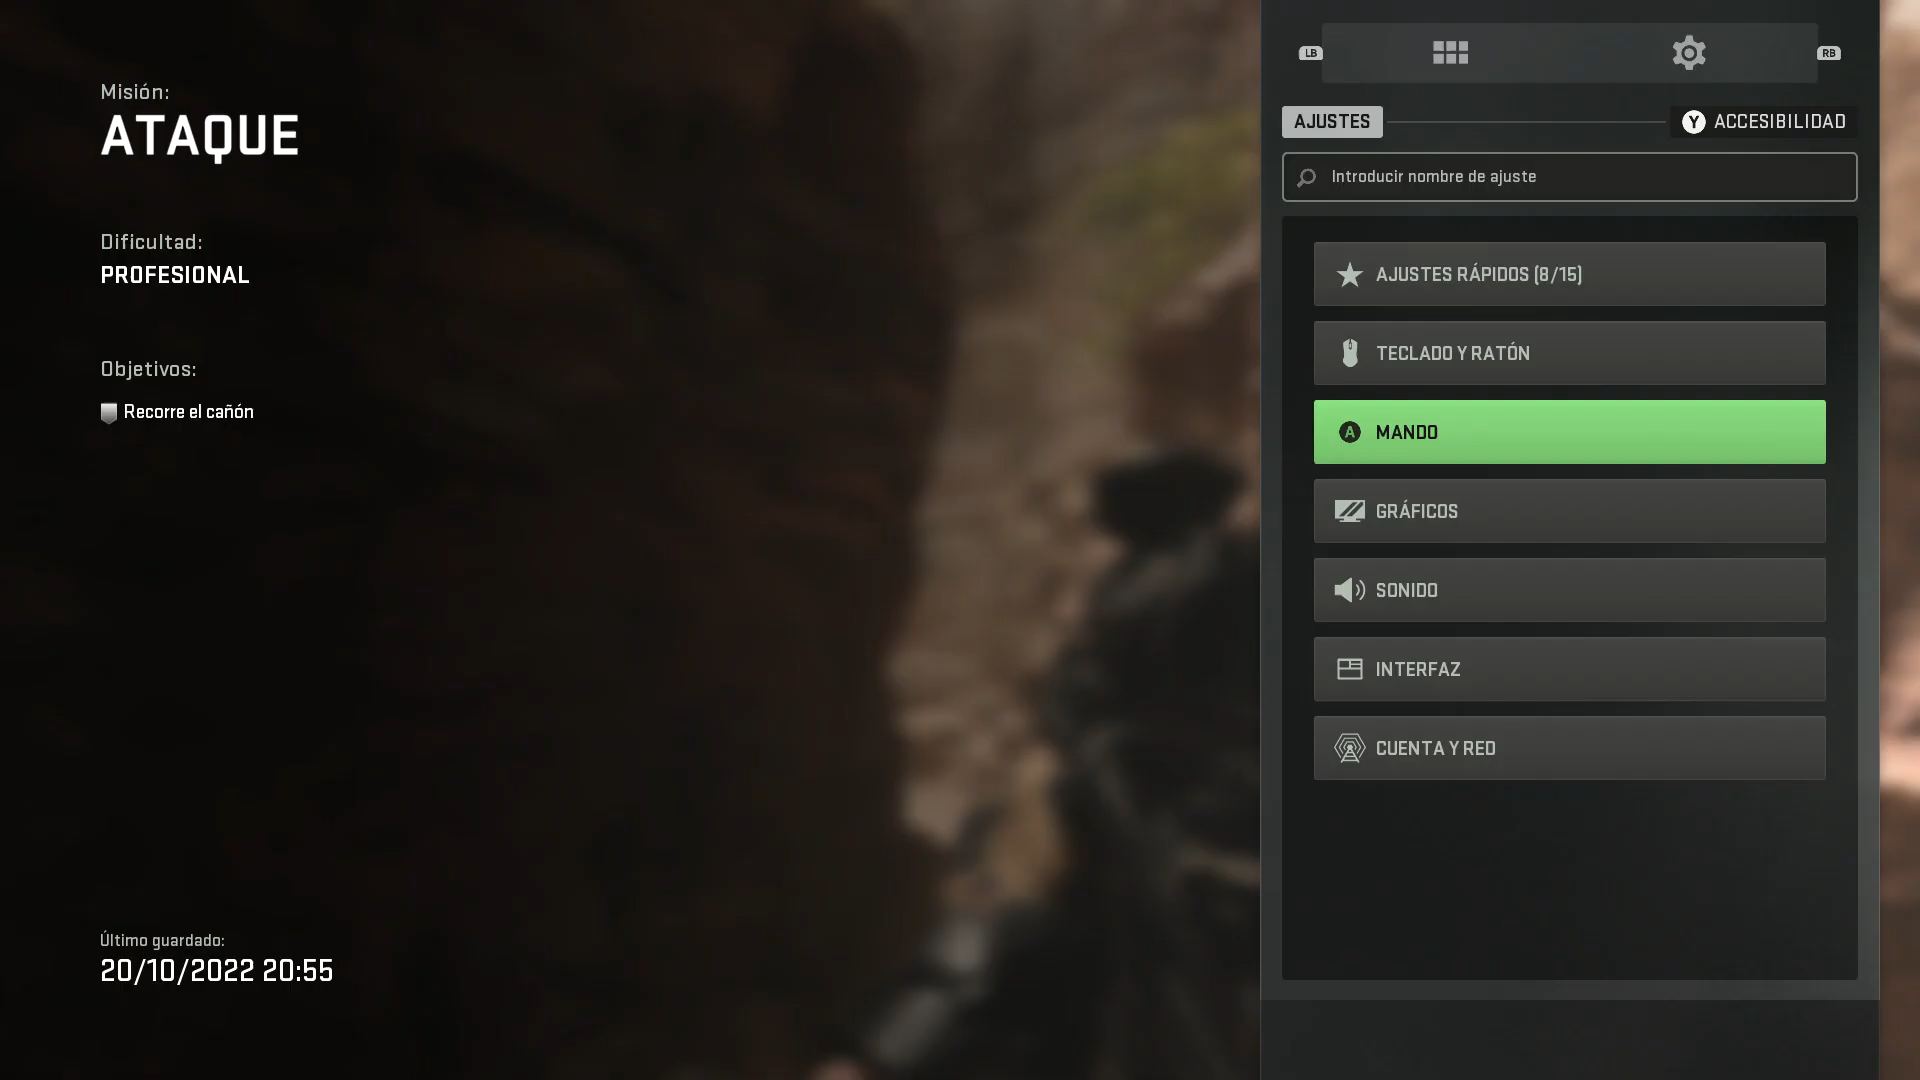 Misión:
ATAQUE
Dificultad:
PROFESIONAL
Objetivos:
Recorre el cañón
Último guardado:
20/10/2022 20:55
LB
RB
AJUSTES
Y ACCESIBILIDAD
Introducir nombre de ajuste
AJUSTES RÁPIDOS (8/15)
TECLADO Y RATÓN
A MANDO
GRÁFICOS
SONIDO
INTERFAZ
CUENTA Y RED